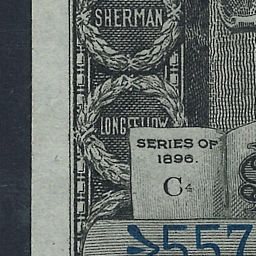 SHERMAN
LONGFELLOW
SERIES OF
1896.
C4
557